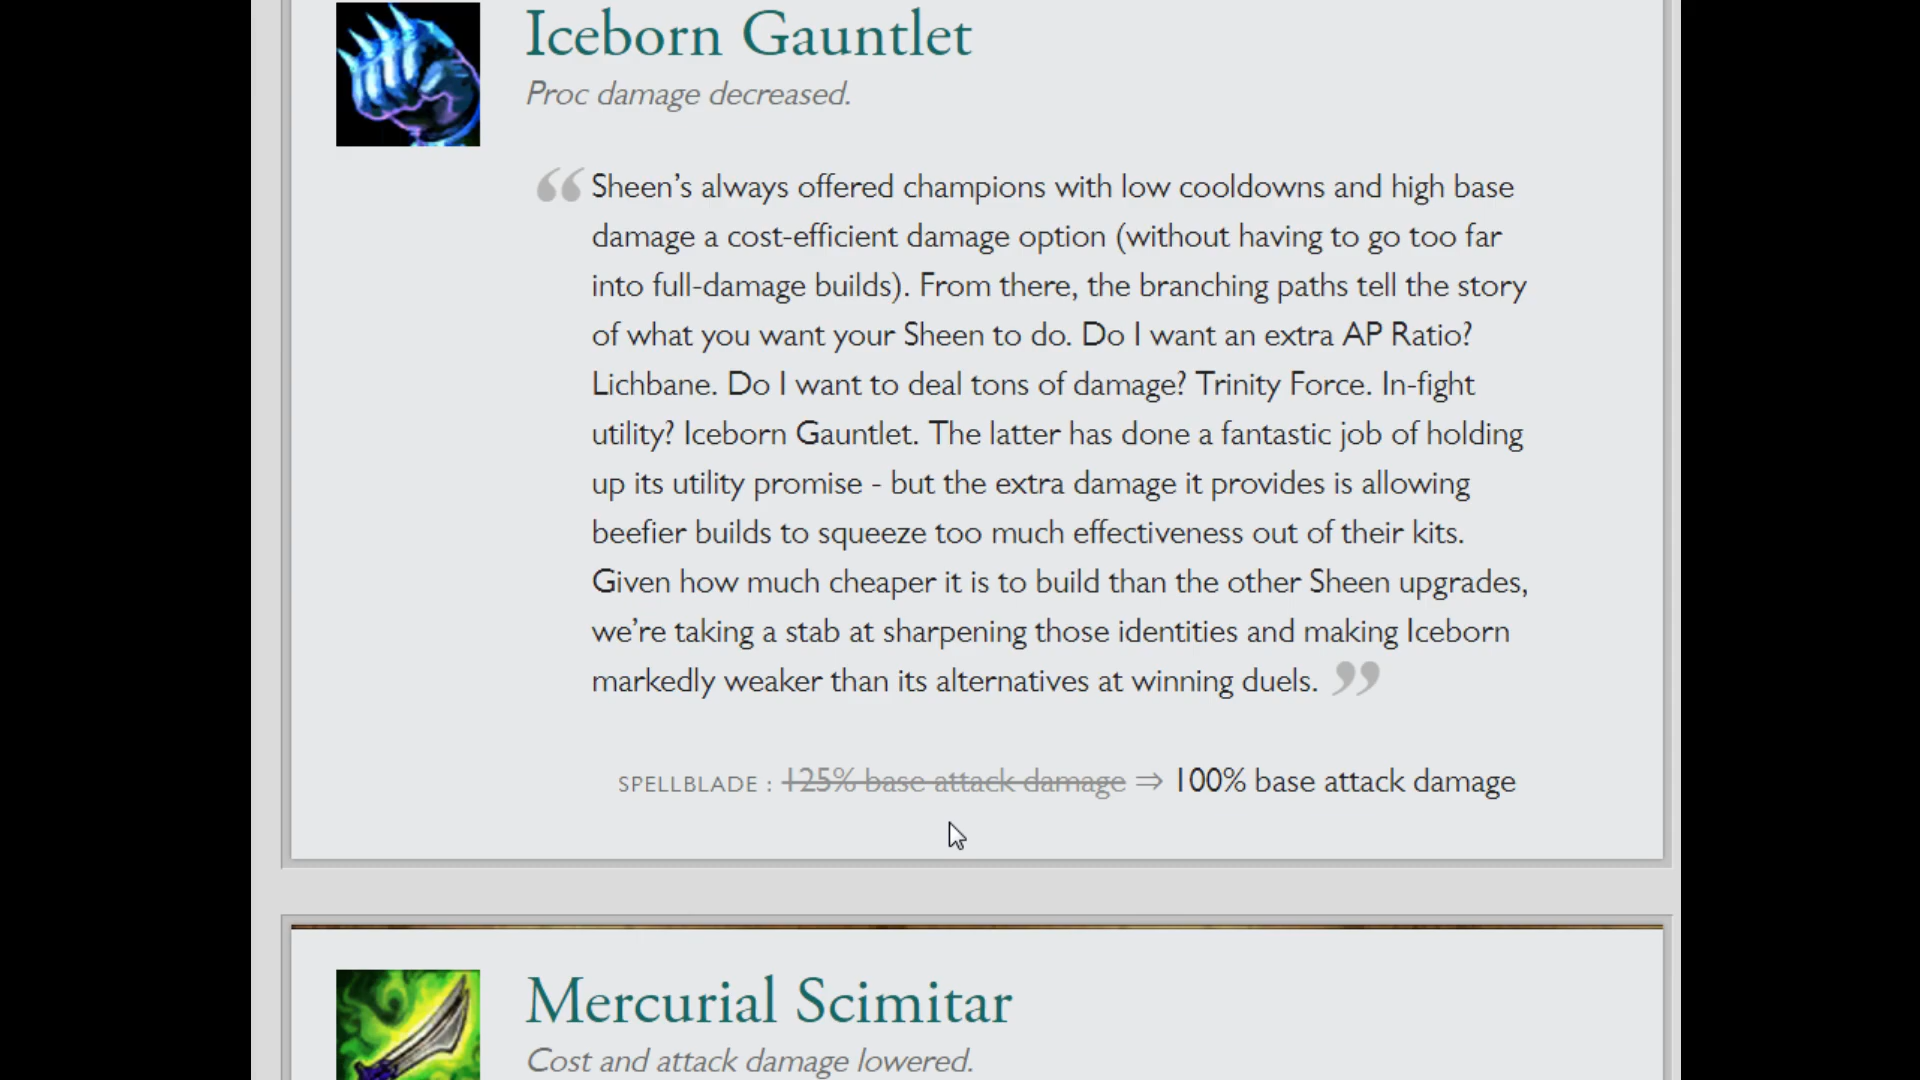 Iceborn Gauntlet
Proc damage decreased.
“ Sheen’s always offered champions with low cooldowns and high base
damage a cost-efficient damage option (without having to go too far
into full-damage builds). From there, the branching paths tell the story
of what you want your Sheen to do. Do I want an extra AP Ratio?
Lichbane. Do I want to deal tons of damage? Trinity Force. In-fight
utility? Iceborn Gauntlet. The latter has done a fantastic job of holding
up its utility promise - but the extra damage it provides is allowing
beefier builds to squeeze too much effectiveness out of their kits.
Given how much cheaper it is to build than the other Sheen upgrades,
we’re taking a stab at sharpening those identities and making Iceborn
markedly weaker than its alternatives at winning duels. ”
SPELLBLADE : 125% base attack damage ⇒ 100% base attack damage
Mercurial Scimitar
Cost and attack damage lowered.